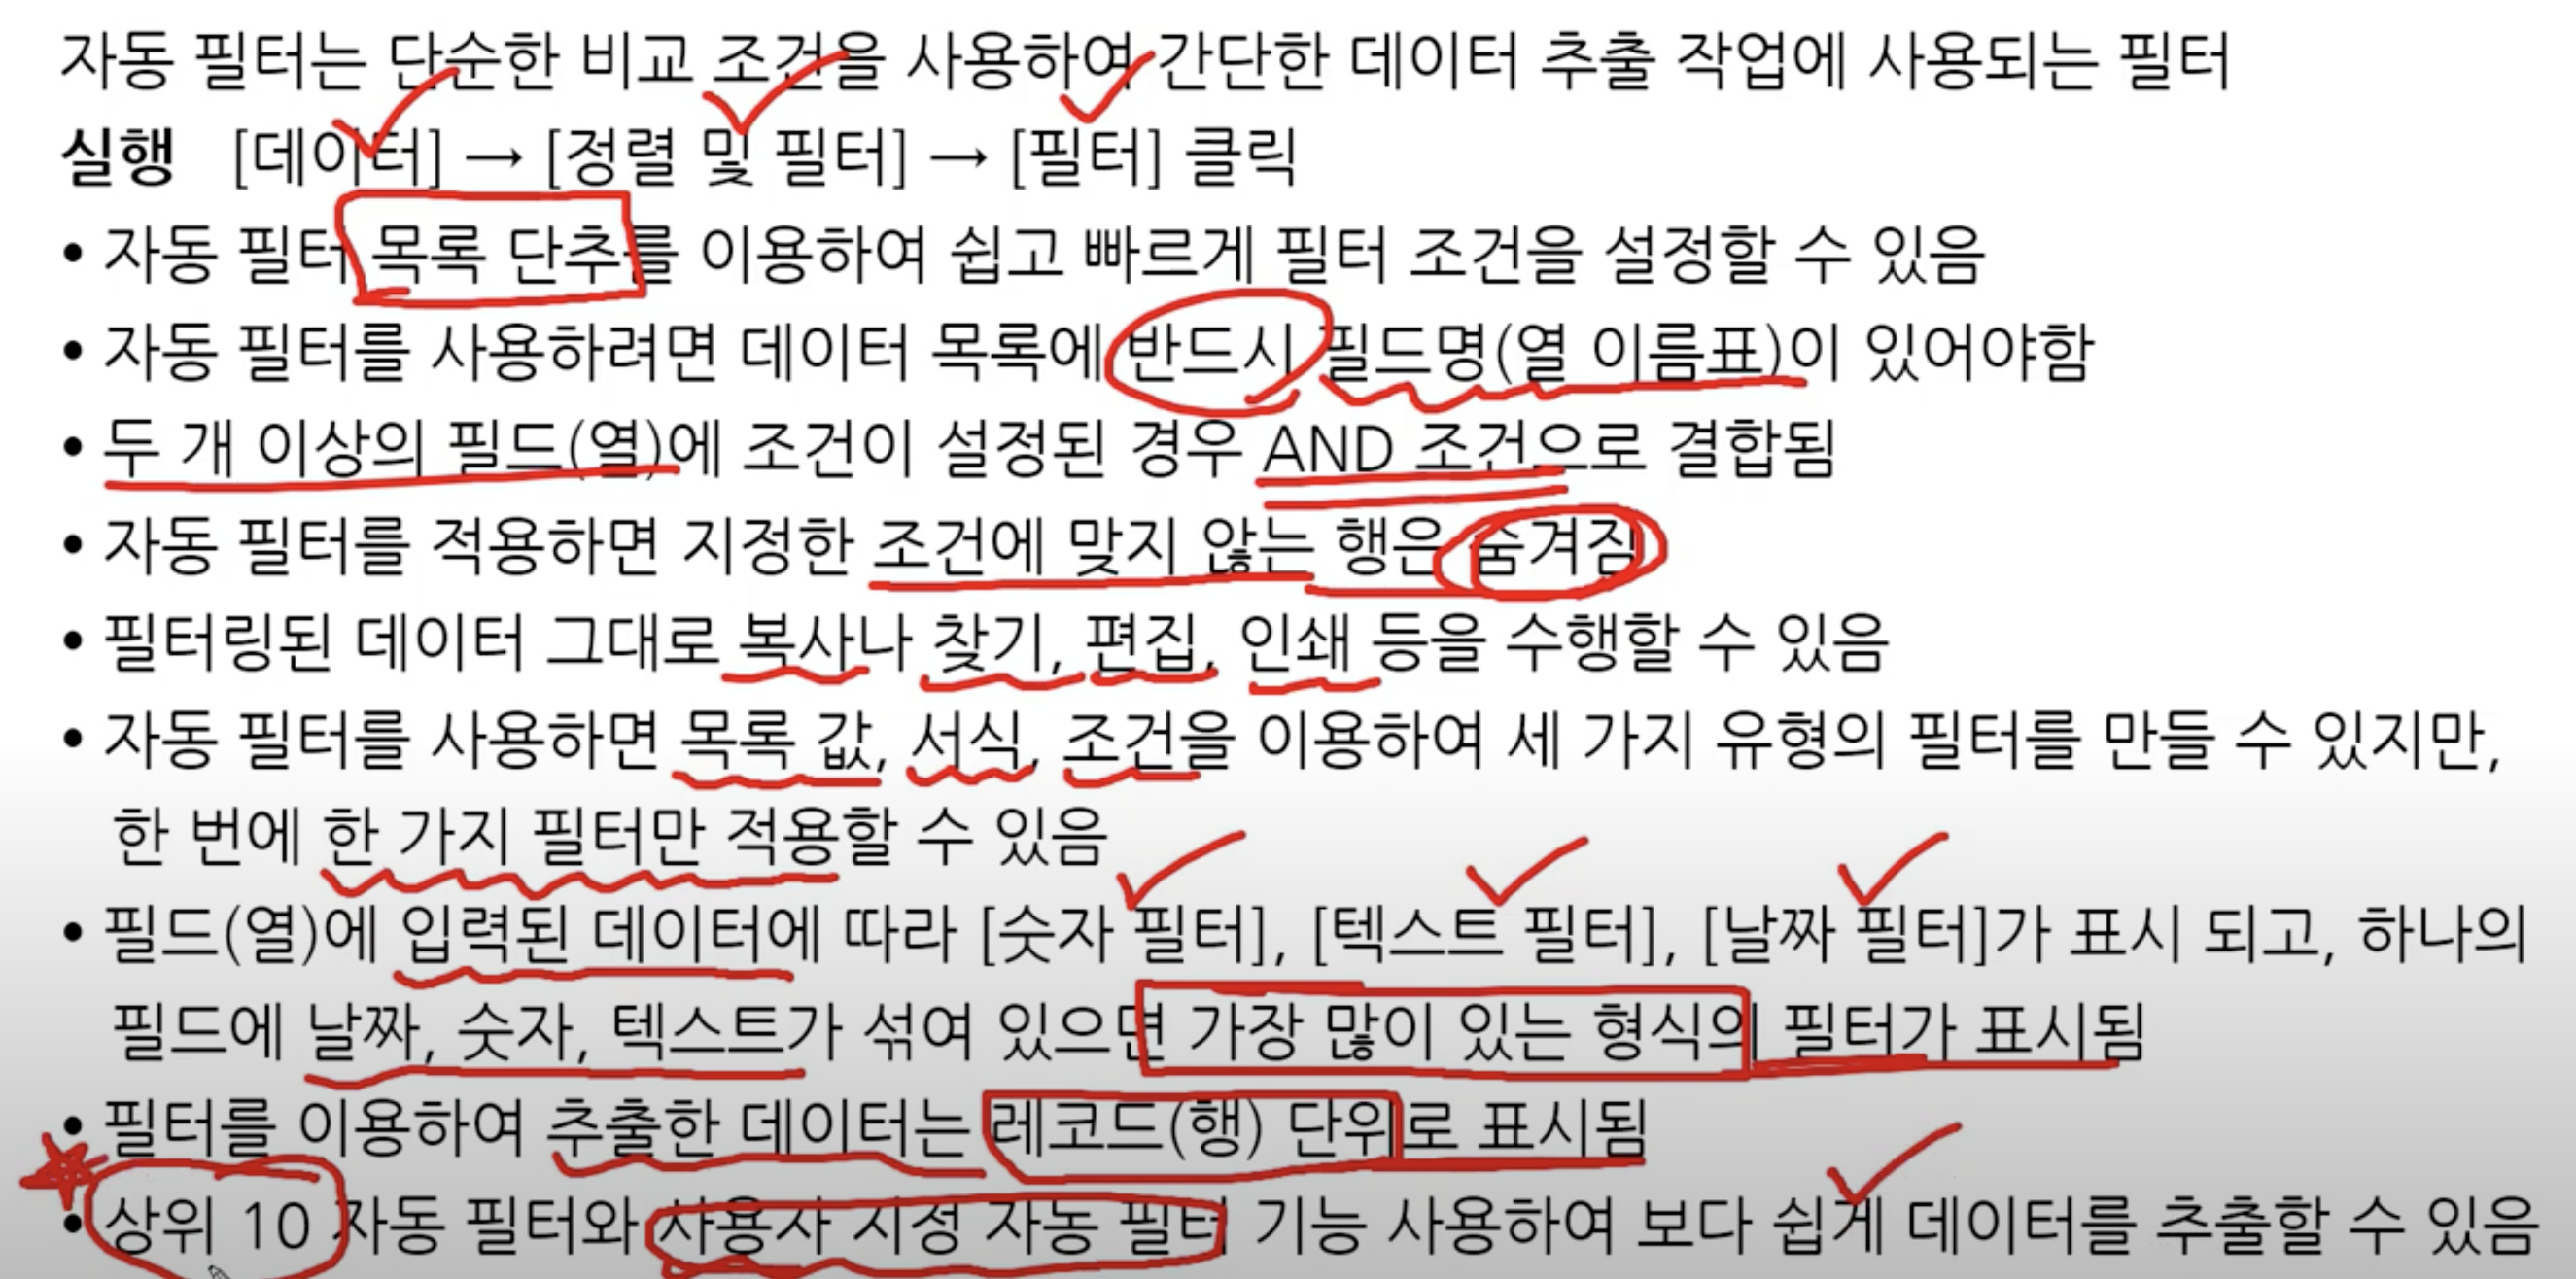 자동 필터는 단순한 비교 조건을 사용하여 간단한 데이터 추출 작업에 사용되는 필터
실행 [데이터] → [정렬 및 필터] → [필터] 클릭
• 자동 필터 목록 단추를 이용하여 쉽고 빠르게 필터 조건을 설정할 수 있음
• 자동 필터를 사용하려면 데이터 목록에 반드시 필드명(열 이름표)이 있어야함
• 두 개 이상의 필드(열)에 조건이 설정된 경우 AND 조건으로 결합됨
• 자동 필터를 적용하면 지정한 조건에 맞지 않는 행은 숨겨짐
• 필터링된 데이터 그대로 복사나 찾기, 편집, 인쇄 등을 수행할 수 있음
• 자동 필터를 사용하면 목록 값, 서식, 조건을 이용하여 세 가지 유형의 필터를 만들 수 있지만,
한 번에 한 가지 필터만 적용할 수 있음
• 필드(열)에 입력된 데이터에 따라 [숫자 필터], [텍스트 필터], [날짜 필터]가 표시 되고, 하나의
필드에 날짜, 숫자, 텍스트가 섞여 있으면 가장 많이 있는 형식의 필터가 표시됨
• 필터를 이용하여 추출한 데이터는 레코드(행) 단위로 표시됨
• 상위 10 자동 필터와 사용자 지정 자동 필터 기능 사용하여 보다 쉽게 데이터를 추출할 수 있음